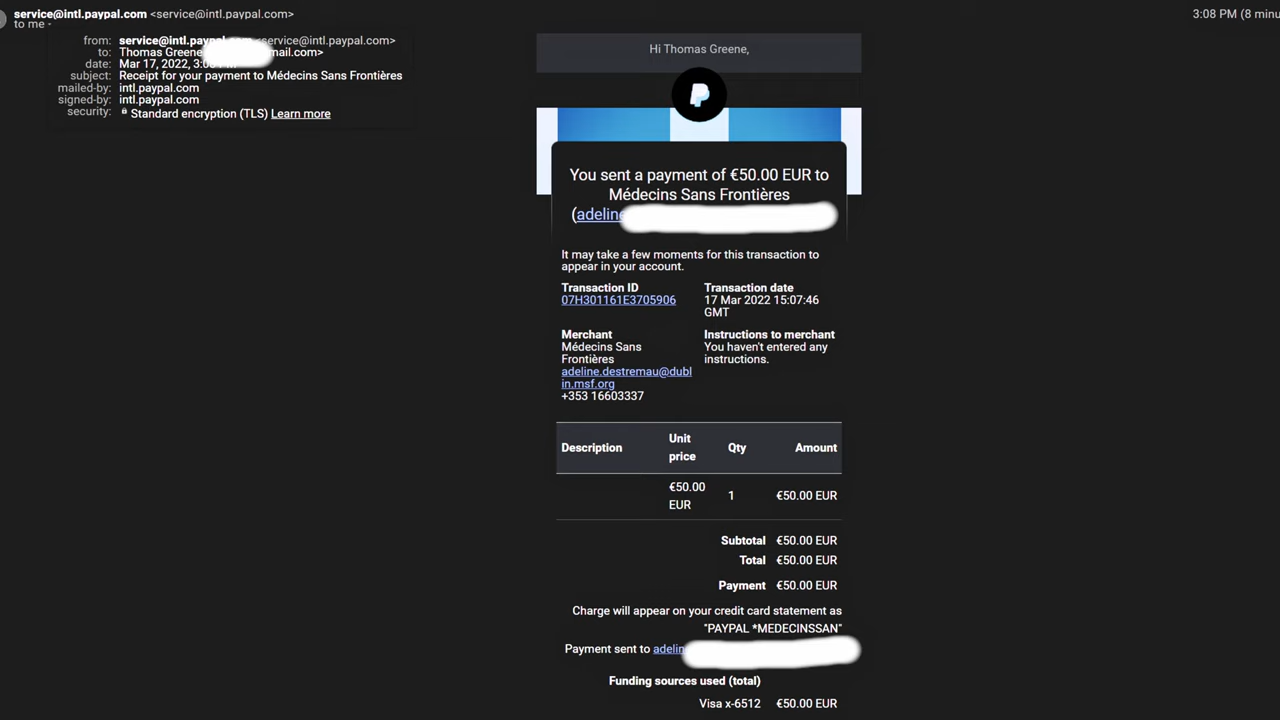 service@intl.paypal.com <service@intl.paypal.com>
to me
3:08 PM (8 minu
from: service@intl.paypal.com <service@intl.paypal.com>
to: Thomas Greene mail.com>
date: Mar 17, 2022, 3:08 PM
subject: Receipt for your payment to Médecins Sans Frontières
mailed-by: intl.paypal.com
signed-by: intl.paypal.com
security: Standard encryption (TLS) Learn more
Hi Thomas Greene,
You sent a payment of €50.00 EUR to
Médecins Sans Frontières
(adeline
It may take a few moments for this transaction to
appear in your account.
Transaction ID
07H301161E3705906
Transaction date
17 Mar 2022 15:07:46
GMT
Merchant
Médecins Sans
Frontières
adeline.destremau@dubl
in.msf.org
+353 16603337
Instructions to merchant
You haven't entered any
instructions.
Description Unit price Qty Amount
€50.00 EUR 1 €50.00 EUR
Subtotal €50.00 EUR
Total €50.00 EUR
Payment €50.00 EUR
Charge will appear on your credit card statement as
"PAYPAL *MEDECINSSAN"
Payment sent to adelin
Funding sources used (total)
Visa x-6512 €50.00 EUR